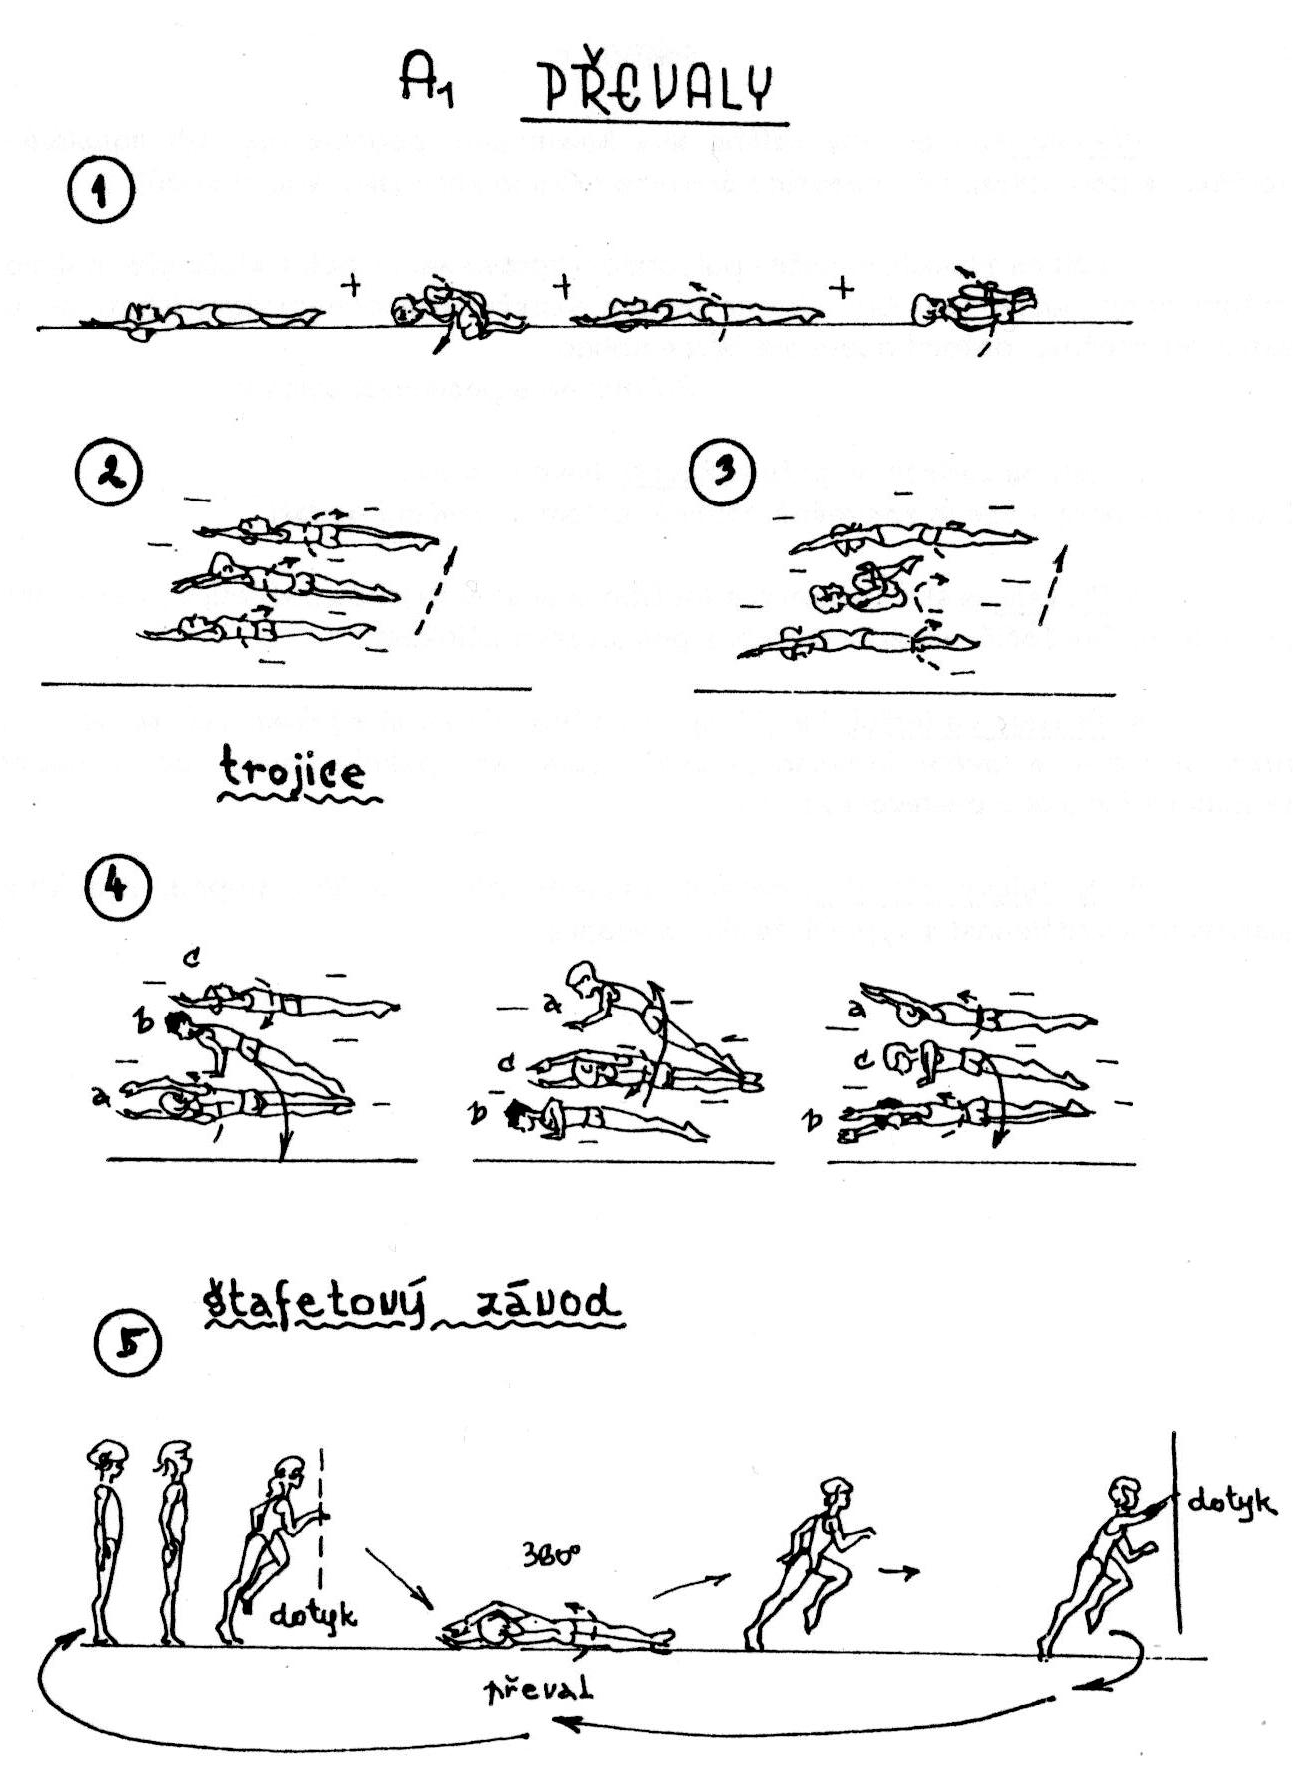 A1 PŘEVALY
1
+ + +
2
3
trojice
4
c
b
a
a
c
b
a
c
b
štafetový závod
5
dotyk
360°
dotyk
převal